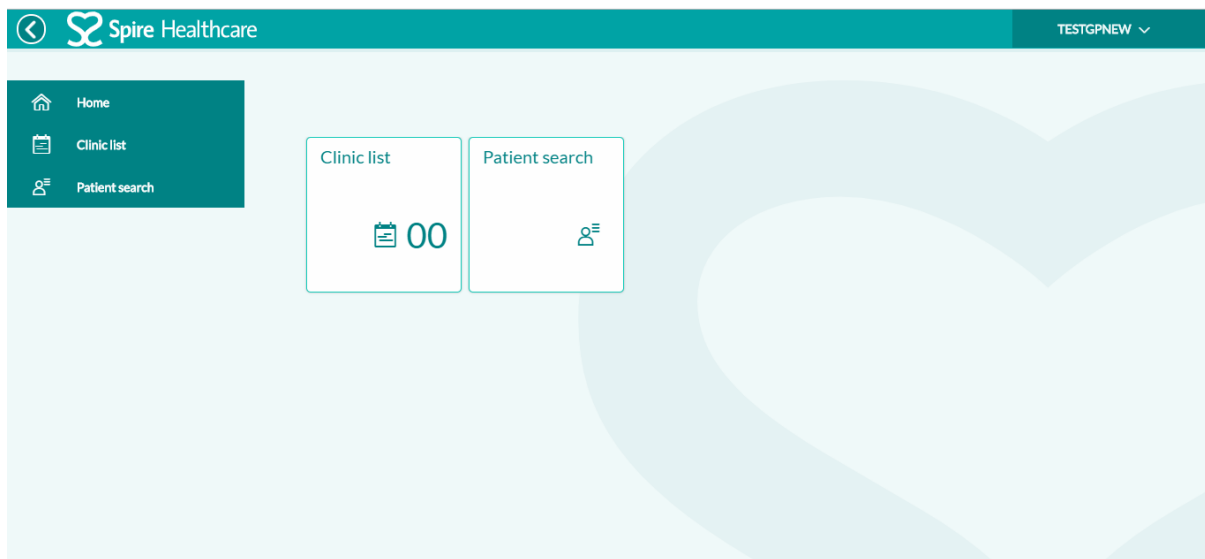 Spire Healthcare
TESTGPNEW
Home
Clinic list
Patient search
Clinic list
00
Patient search